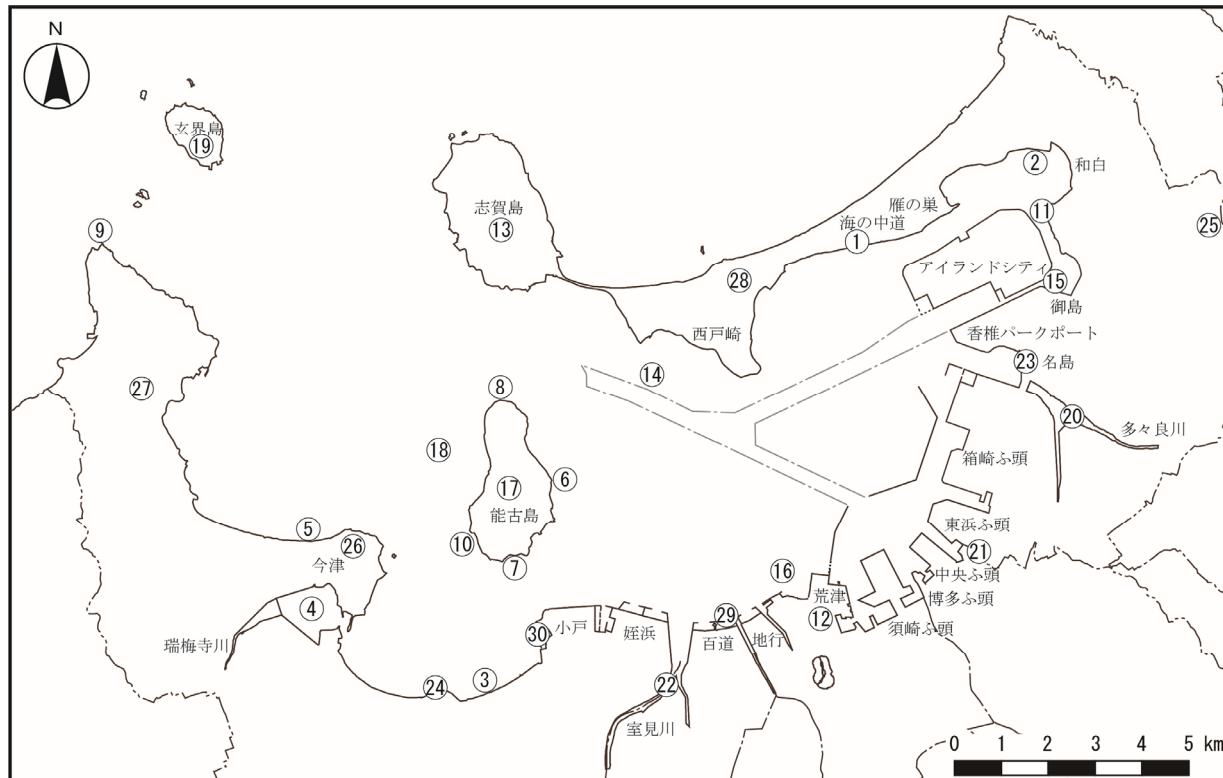 N
玄界島
⑲
②
和白
志賀島
⑬
雁の巣
海の中道
①
⑪
㉕
⑨
アイランドシティ
⑮
御島
㉘
西戸崎
香椎パークポート
㉓
名島
⑭
㉗
⑧
⑳
多々良川
⑱
箱崎ふ頭
⑥
⑰
能古島
⑤
東浜ふ頭
㉖
⑩
今津
⑦
㉑
⑯
中央ふ頭
荒津
博多ふ頭
④
⑫
須崎ふ頭
㉙
㉚
小戸
姪浜
百道
地行
瑞梅寺川
㉔
③
㉒
室見川
0 1 2 3 4 5 km